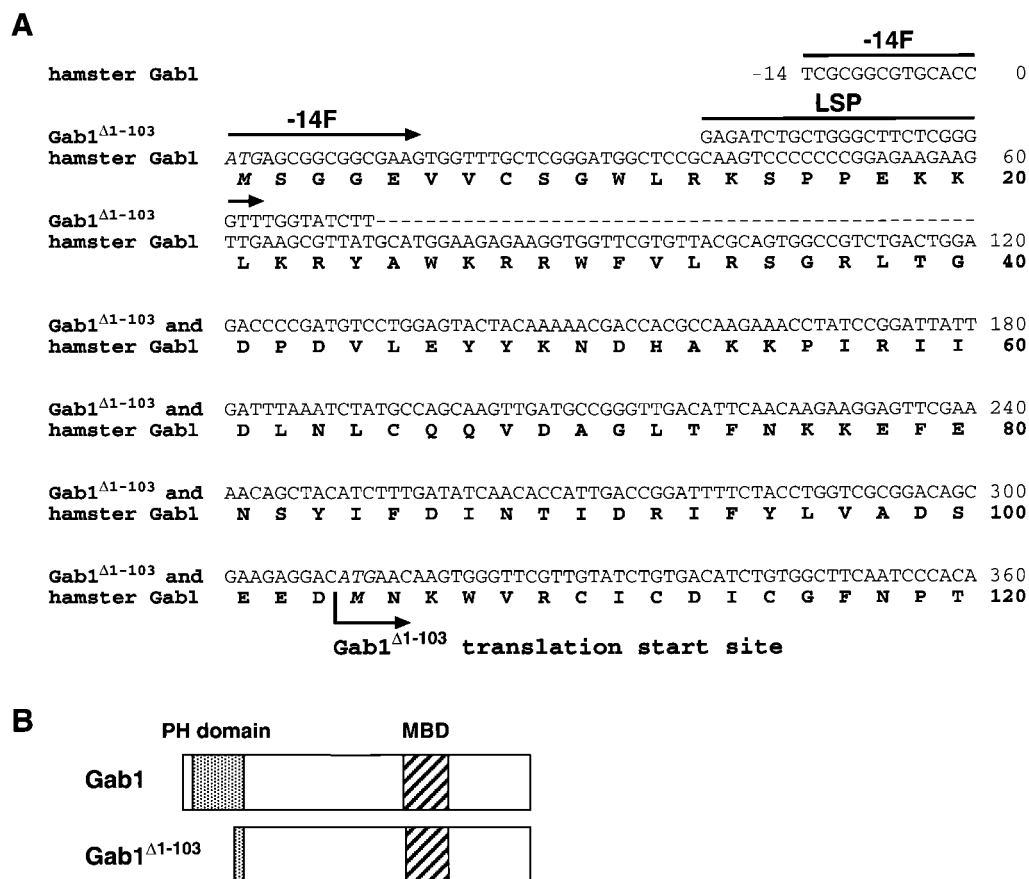 A
-14F
hamster Gab1 -14 TCGCGGCGTGCACC 0
-14F LSP
Gab1Δ1-103 GAGATCTGCTGGGCTTCTCGGG
hamster Gab1 ATGAGCGGCGGCGAAGTGGTTTGCTCGGGATGGCTCCGCAAGTCCCCCCCGGAGAAGAAG 60
M S G G E V V C S G W L R K S P P E K K 20
Gab1Δ1-103 GTTTGGTATCTT------------------------------------------------
hamster Gab1 TTGAAGCGTTATGCATGGAAGAGAAGGTGGTTCGTGTTACGCAGTGGCCGTCTGACTGGA 120
L K R Y A W K R R W F V L R S G R L T G 40
Gab1Δ1-103 and GACCCCGATGTCCTGGAGTACTACAAAAACGACCACGCCAAGAAACCTATCCGGATTATT 180
hamster Gab1 D P D V L E Y Y K N D H A K K P I R I I 60
Gab1Δ1-103 and GATTTAAATCTATGCCAGCAAGTTGATGCCGGGTTGACATTCAACAAGAAGGAGTTCGAA 240
hamster Gab1 D L N L C Q Q V D A G L T F N K K E F E 80
Gab1Δ1-103 and AACAGCTACATCTTTGATATCAACACCATTGACCGGATTTTCTACCTGGTCGCGGACAGC 300
hamster Gab1 N S Y I F D I N T I D R I F Y L V A D S 100
Gab1Δ1-103 and GAAGAGGACATGAACAAGTGGGTTCGTTGTATCTGTGACATCTGTGGCTTCAATCCCACA 360
hamster Gab1 E E D M N K W V R C I C D I C G F N P T 120
Gab1Δ1-103 translation start site
B
PH domain MBD
Gab1
Gab1Δ1-103